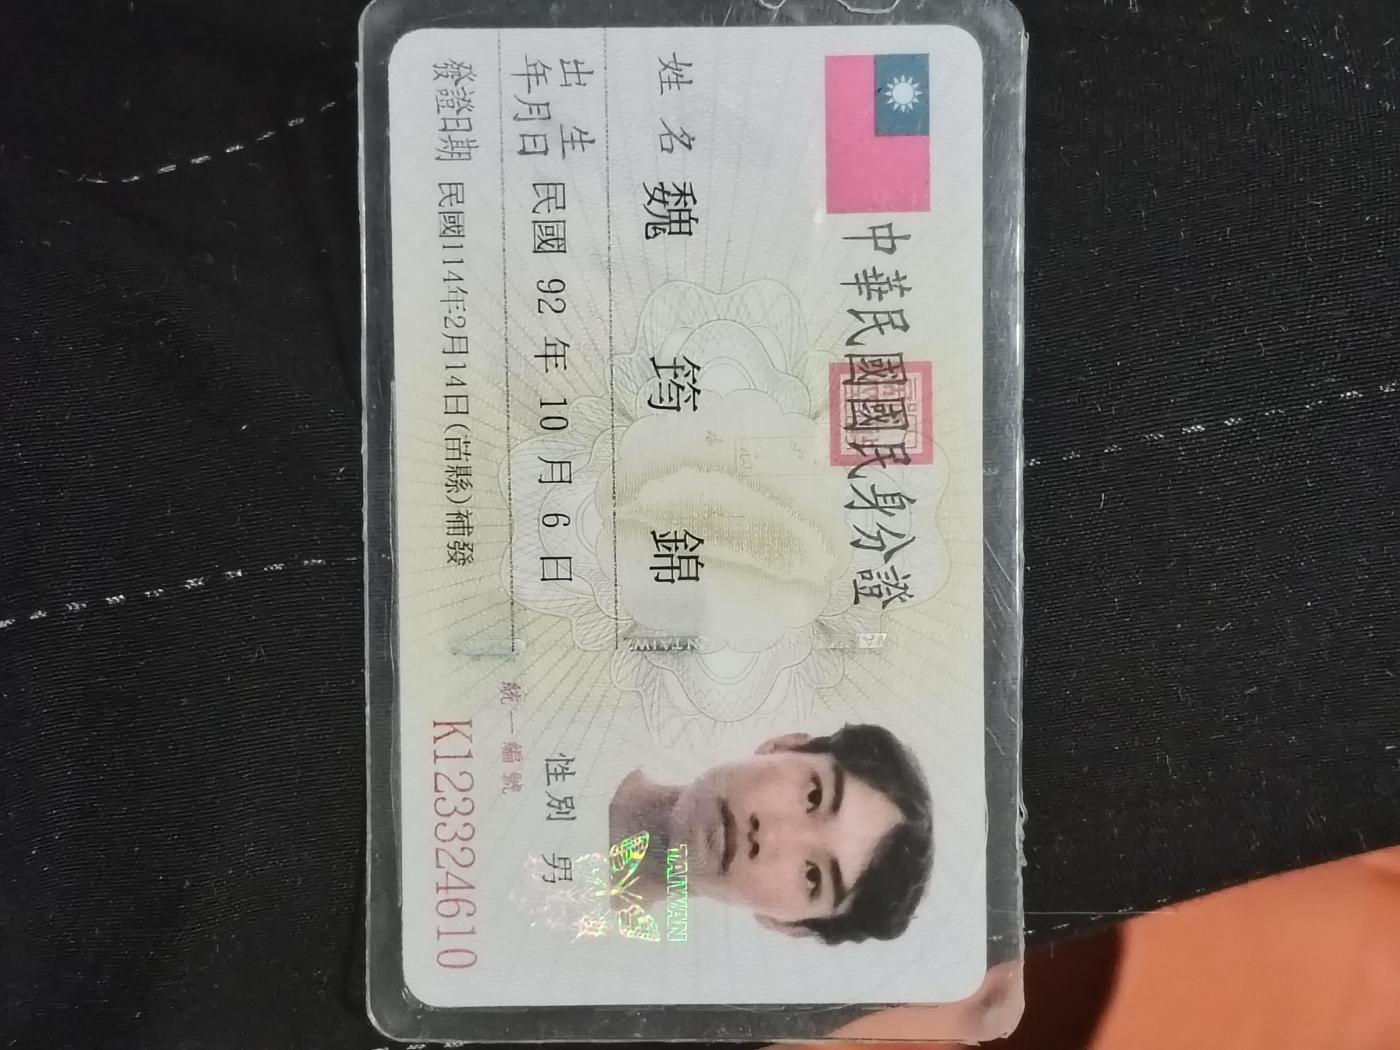 中華民國國民身分證
姓名 魏筠錦
出生年月日 民國 92 年 10 月 6 日
性別 男
發證日期 民國114年2月14日(苗縣)補發
統一編號
K123324610
TAIWAN